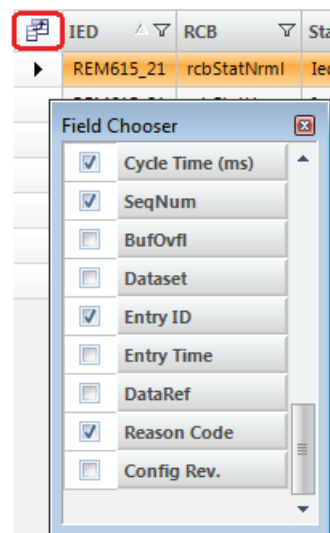 IED RCB Sta
REM615_21 rcbStatNrml Iec
Field Chooser
Cycle Time (ms)
SeqNum
BufOvfl
Dataset
Entry ID
Entry Time
DataRef
Reason Code
Config Rev.